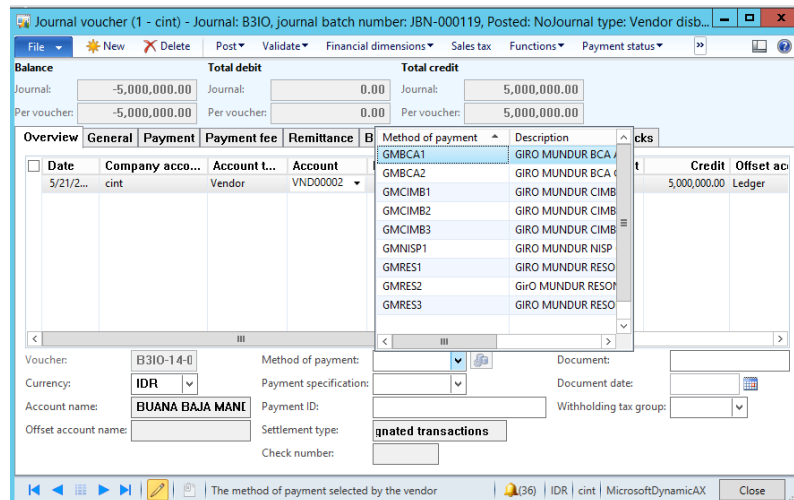 Journal voucher (1 - cint) - Journal: B3IO, journal batch number: JBN-000119, Posted: NoJournal type: Vendor disb...
File New Delete Post Validate Financial dimensions Sales tax Functions Payment status »
Balance Total debit Total credit
Journal: -5,000,000.00 Journal: 0.00 Journal: 5,000,000.00
Per voucher: -5,000,000.00 Per voucher: 0.00 Per voucher: 5,000,000.00
Overview General Payment Payment fee Remittance B cks
Date Company acco... Account t... Account t Credit Offset acc
5/21/2... cint Vendor VND00002 5,000,000.00 Ledger
Method of payment Description
GMBCA1 GIRO MUNDUR BCA
GMBCA2 GIRO MUNDUR BCA
GMCIMB1 GIRO MUNDUR CIMB
GMCIMB2 GIRO MUNDUR CIMB
GMCIMB3 GIRO MUNDUR CIMB
GMNISP1 GIRO MUNDUR NISP
GMRES1 GIRO MUNDUR RESO
GMRES2 GirO MUNDUR RESON
GMRES3 GIRO MUNDUR RESO
Voucher: B3IO-14-0 Method of payment: Document:
Currency: IDR Payment specification: Document date:
Account name: BUANA BAJA MANI Payment ID: Withholding tax group:
Offset account name: Settlement type: gnated transactions
Check number:
The method of payment selected by the vendor (36) IDR cint MicrosoftDynamicAX Close